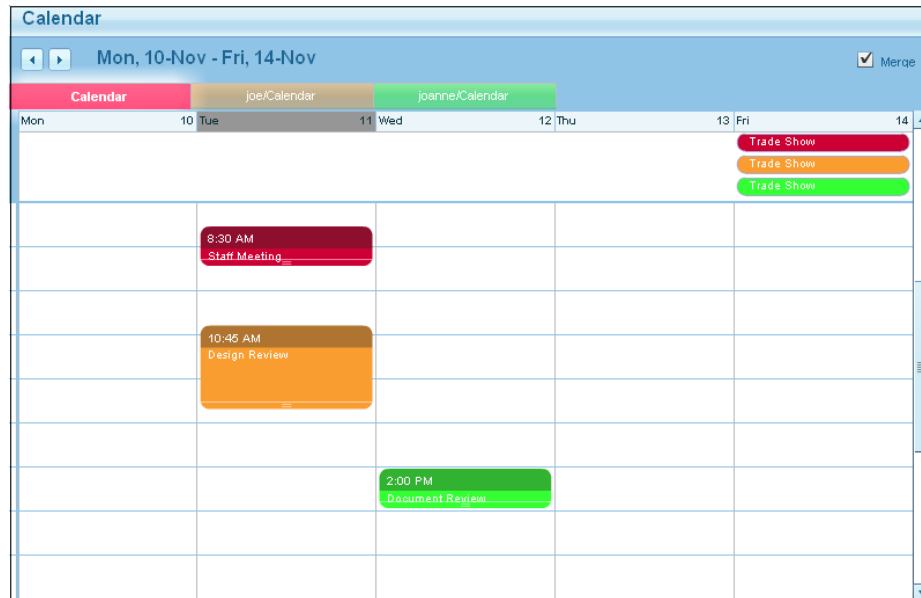 Calendar
Mon, 10-Nov - Fri, 14-Nov
Merge
Calendar joe/Calendar joanne/Calendar
Mon 10 Tue 11 Wed 12 Thu 13 Fri 14
Trade Show
Trade Show
Trade Show
8:30 AM
Staff Meeting
10:45 AM
Design Review
2:00 PM
Document Review